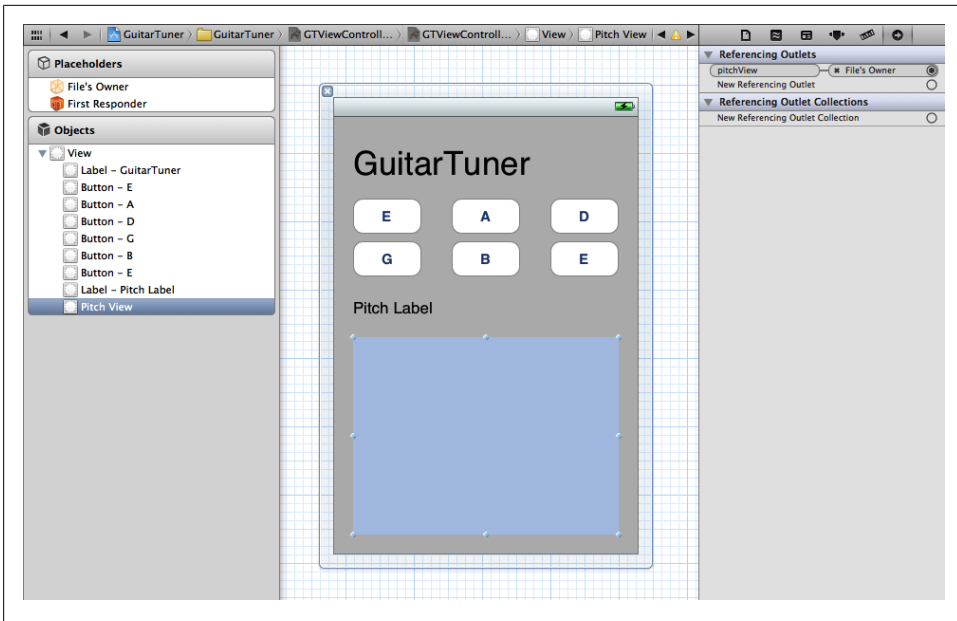 GuitarTuner 〉 GuitarTuner 〉 GTViewControll... 〉 GTViewControll... 〉 View 〉 Pitch View
Placeholders
File's Owner
First Responder
Objects
View
Label – GuitarTuner
Button – E
Button – A
Button – D
Button – G
Button – B
Button – E
Label – Pitch Label
Pitch View
GuitarTuner
E A D
G B E
Pitch Label
Referencing Outlets
pitchView File's Owner
New Referencing Outlet
Referencing Outlet Collections
New Referencing Outlet Collection